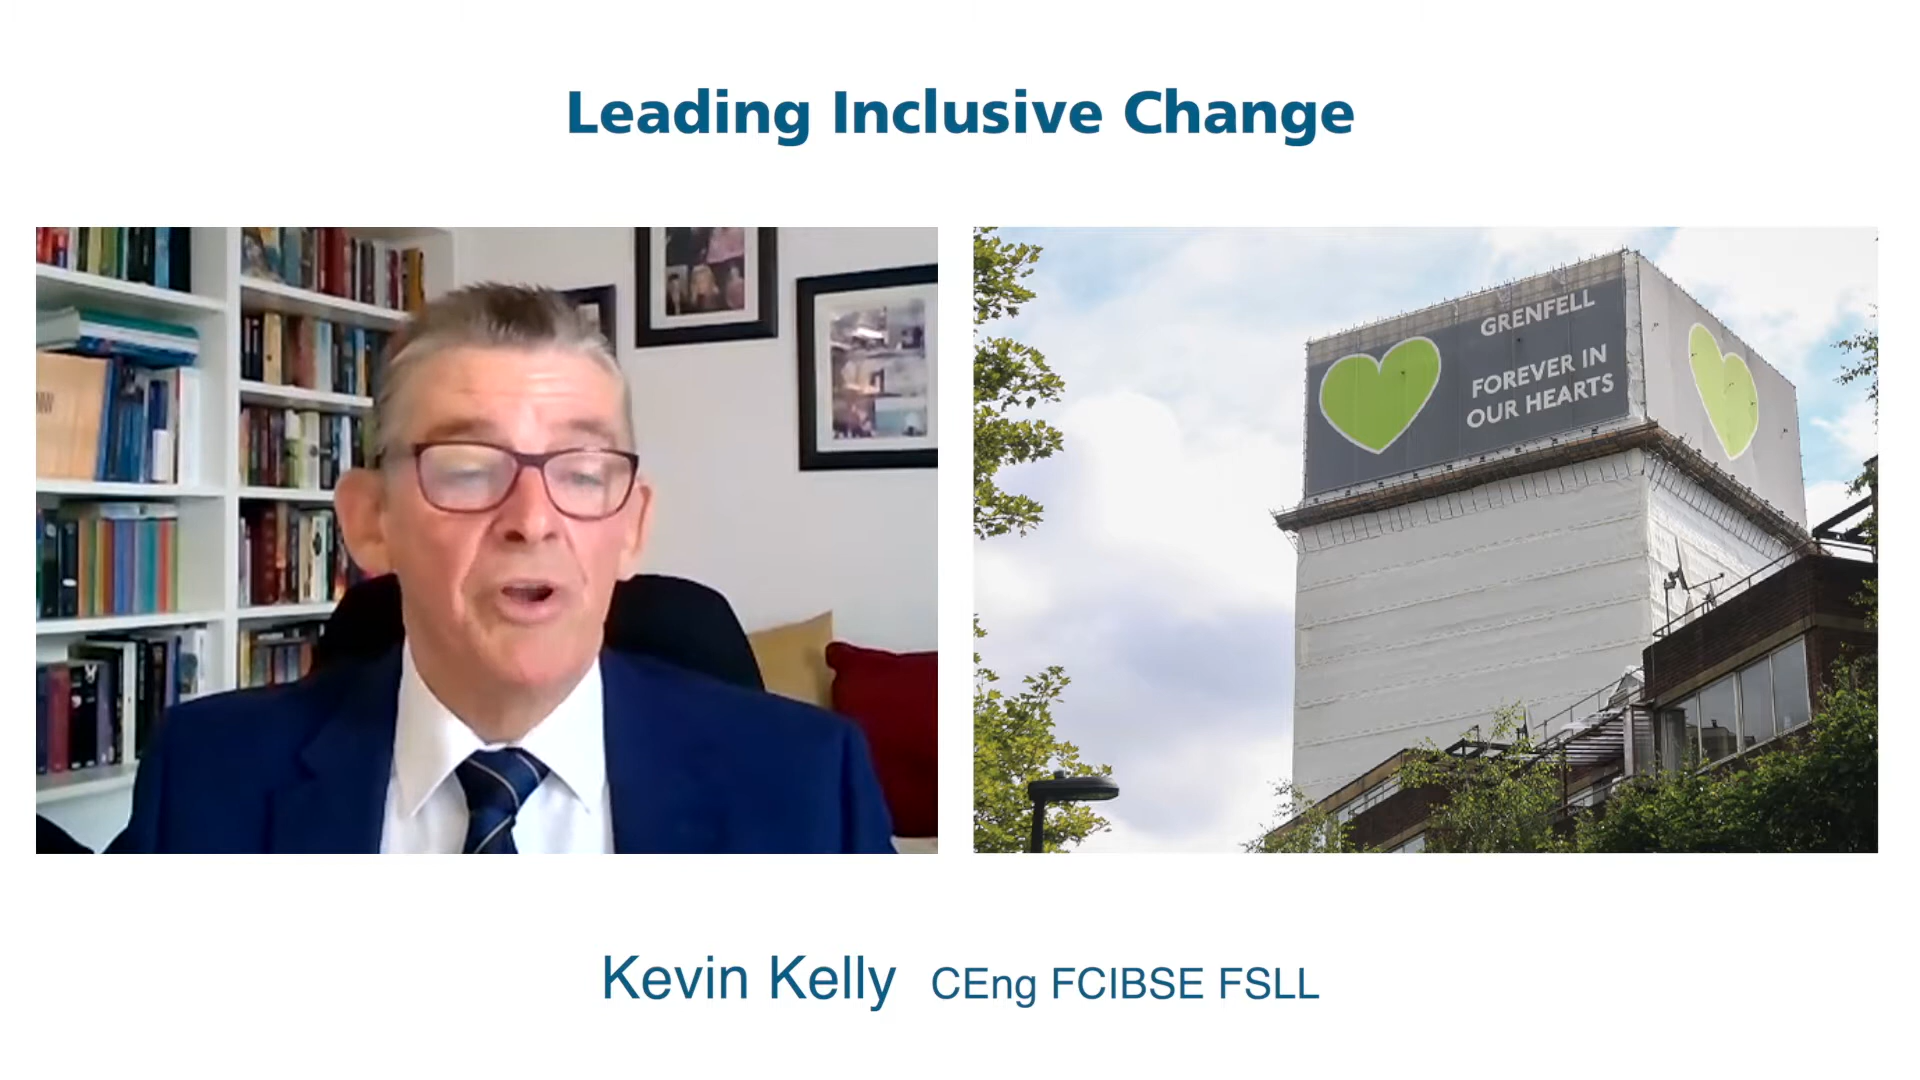 Leading Inclusive Change
GRENFELL
FOREVER IN
OUR HEARTS
Kevin Kelly CEng FCIBSE FSLL